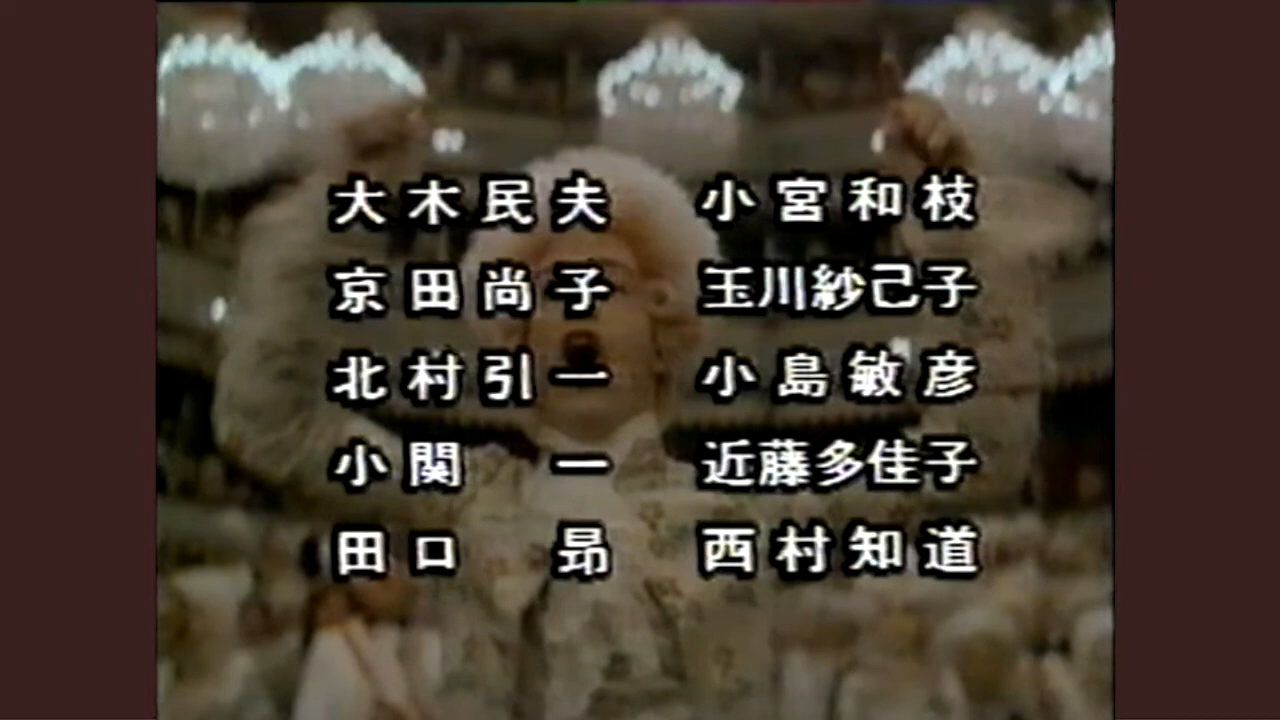 大木民夫 小宮和枝
京田尚子 玉川紗己子
北村引一 小島敏彦
小関 一 近藤多佳子
田口 昴 西村知道